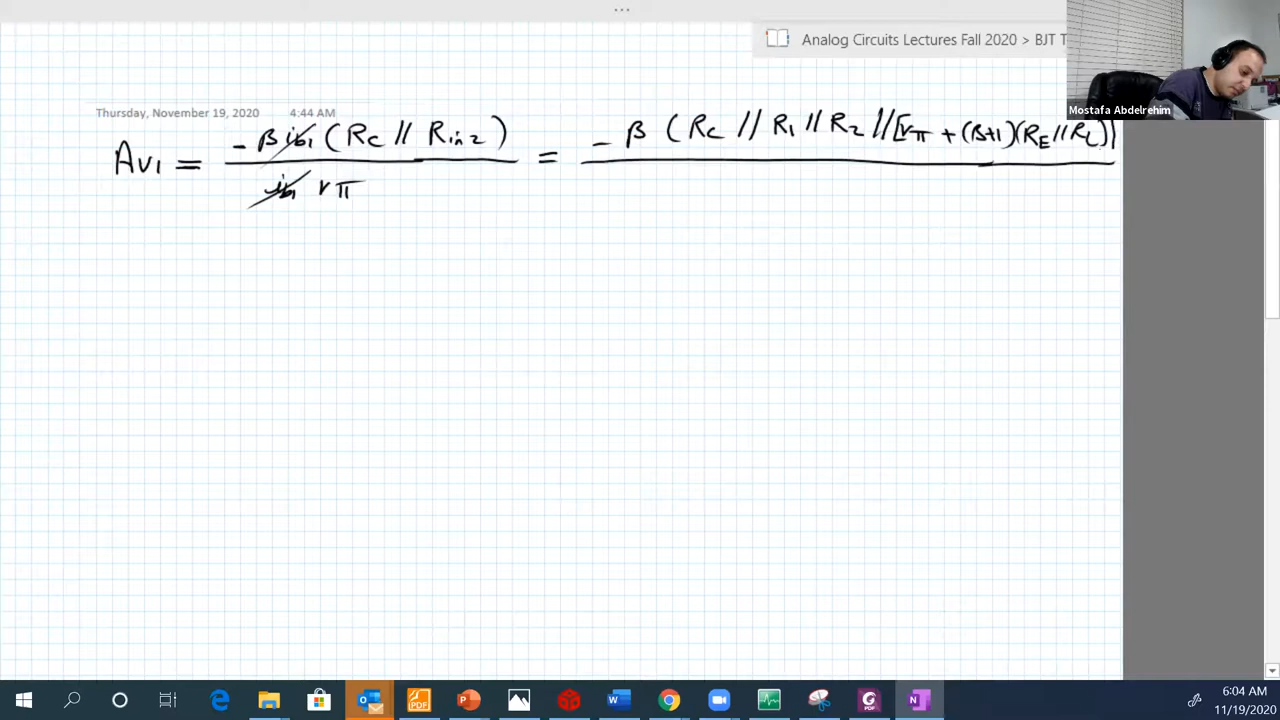 Analog Circuits Lectures Fall 2020 > BJT T
Mostafa Abdelrehim
Thursday, November 19, 2020 4:44 AM
Av1 = - β ib1 (RC // Rin2) / ib1 rπ = - β (RC // R1 // R2 // [rπ + (β+1)(RE // RL)]
6:04 AM
11/19/2020